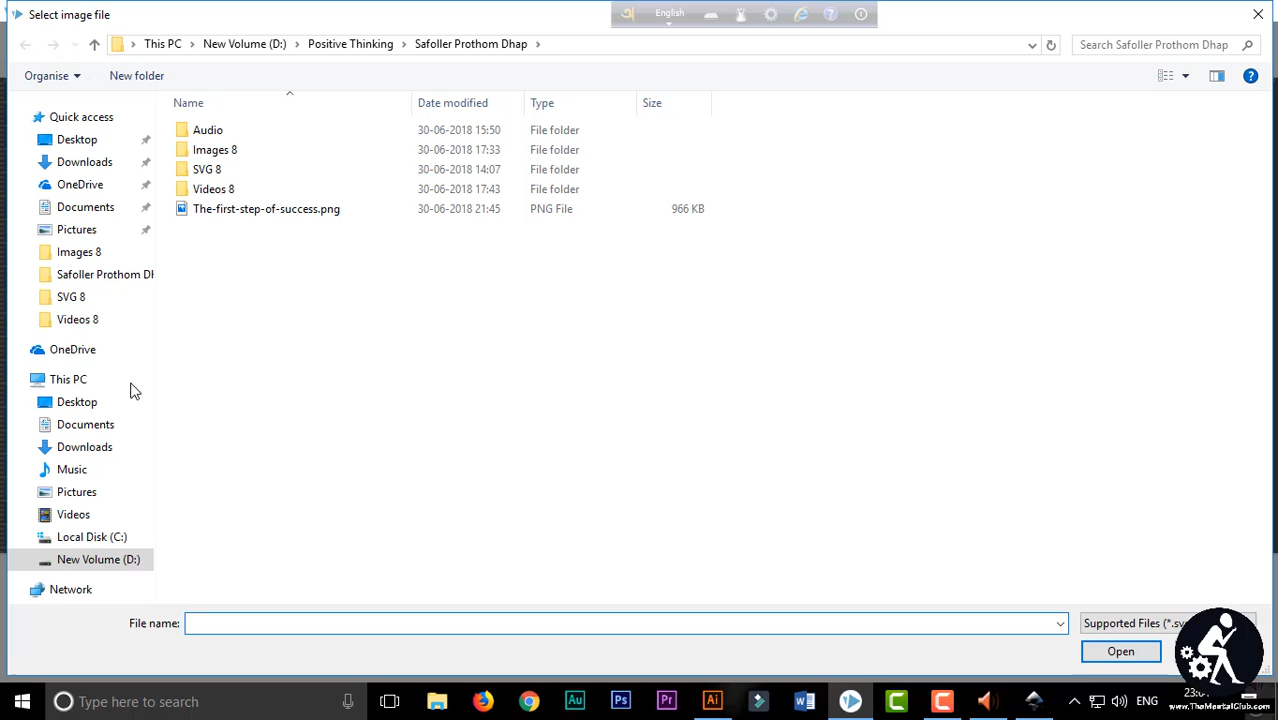 Select image file
English
This PC
New Volume (D:)
Positive Thinking
Safoller Prothom Dhap
Search Safoller Prothom Dhap
Organise
New folder
Name
Date modified
Type
Size
Quick access
Desktop
Downloads
OneDrive
Documents
Pictures
Images 8
Safoller Prothom Dh
SVG 8
Videos 8
OneDrive
This PC
Desktop
Documents
Downloads
Music
Pictures
Videos
Local Disk (C:)
New Volume (D:)
Network
Audio 30-06-2018 15:50 File folder
Images 8 30-06-2018 17:33 File folder
SVG 8 30-06-2018 14:07 File folder
Videos 8 30-06-2018 17:43 File folder
The-first-step-of-success.png 30-06-2018 21:45 PNG File 966 KB
File name:
Supported Files (*.sv
Open
Type here to search
Au
Ps
Pr
Ai
ENG
www.TheMentalClub.com